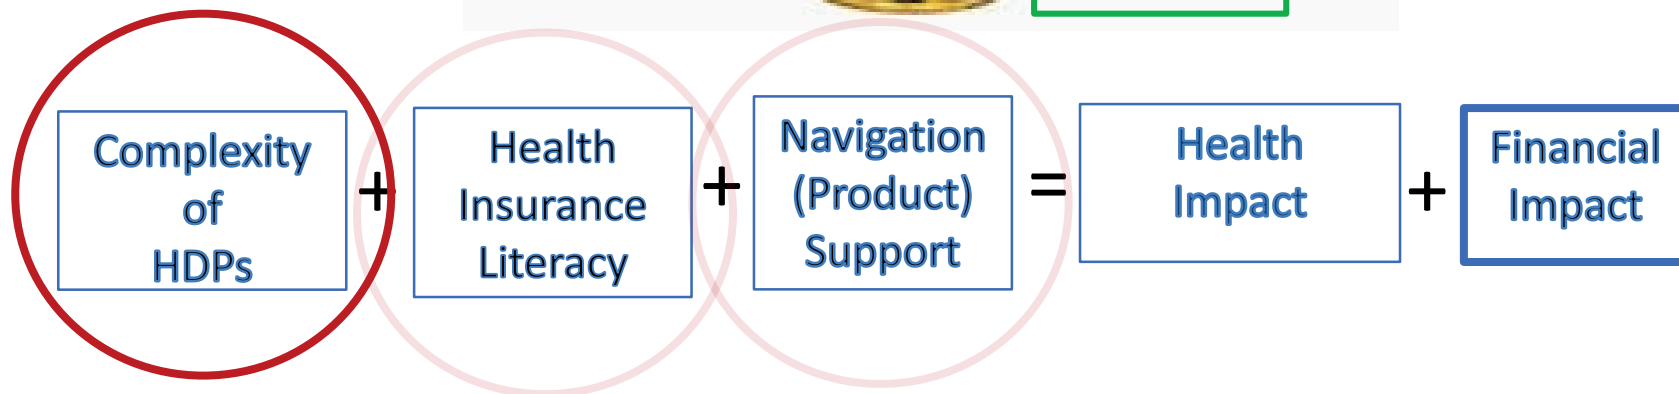 Complexity
of
HDPs
+
Health
Insurance
Literacy
+
Navigation
(Product)
Support
=
Health
Impact
+
Financial
Impact